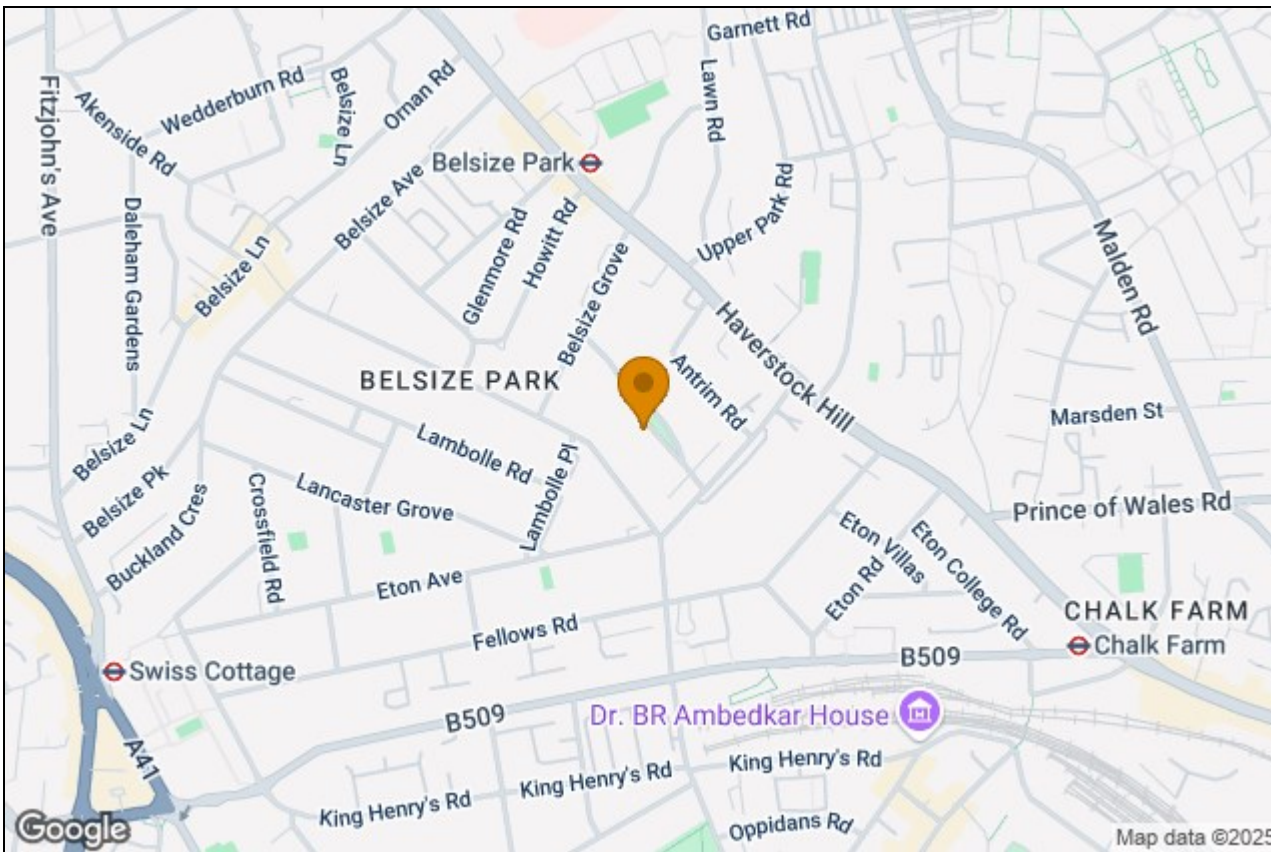 Garnett Rd
Fitzjohn's Ave
Akenside Rd
Wedderburn Rd
Belsize Ln
Ornan Rd
Lawn Rd
Belsize Park
Belsize Ave
Daleham Gardens
Belsize Ln
Glenmore Rd
Howitt Rd
Upper Park Rd
Malden Rd
Belsize Grove
Haverstock Hill
BELSIZE PARK
Antrim Rd
Marsden St
Belsize Ln
Lambolle Rd
Lambolle Pl
Belsize Pk
Buckland Cres
Crossfield Rd
Lancaster Grove
Prince of Wales Rd
Eton Villas
Eton College Rd
Eton Rd
Eton Ave
Fellows Rd
CHALK FARM
Chalk Farm
B509
Swiss Cottage
B509
Dr. BR Ambedkar House
A41
King Henry's Rd
King Henry's Rd
King Henry's Rd
Oppidans Rd
Google
Map data ©2025